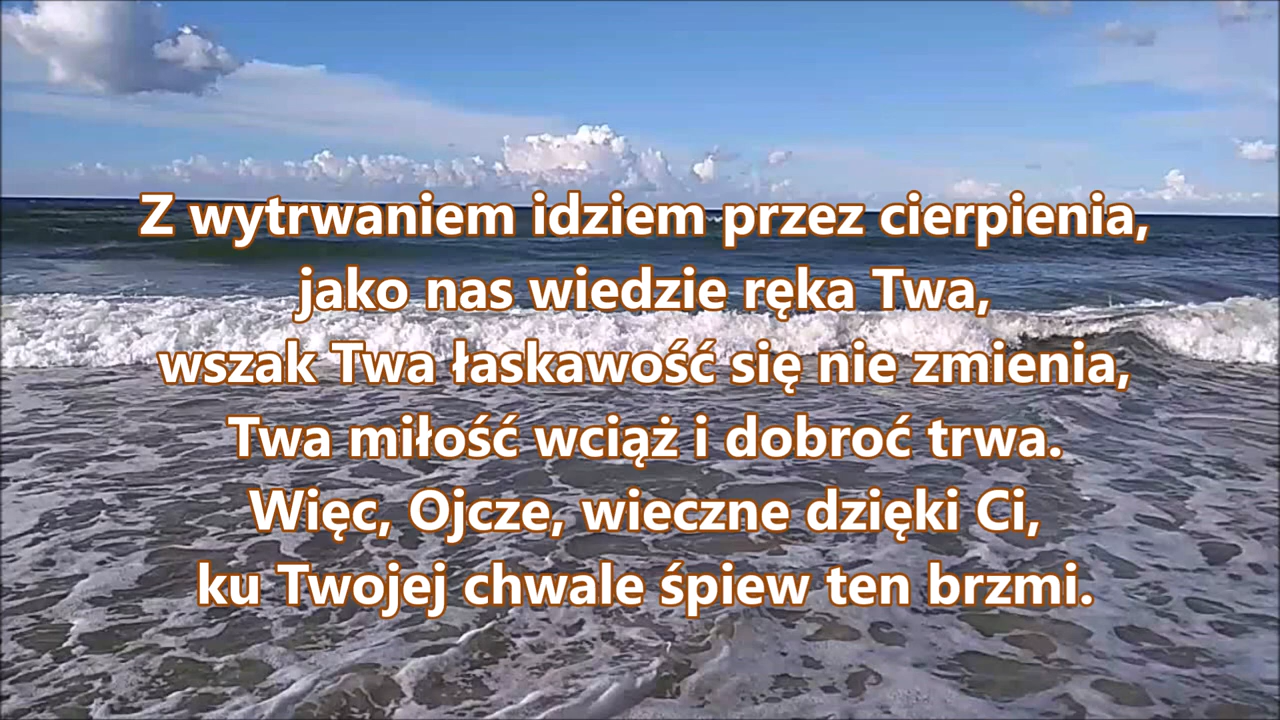 Z wytrwaniem idziem przez cierpienia,
jako nas wiedzie ręka Twa,
wszak Twa łaskawość się nie zmienia,
Twa miłość wciąż i dobroć trwa.
Więc, Ojcze, wieczne dzięki Ci,
ku Twojej chwale śpiew ten brzmi.